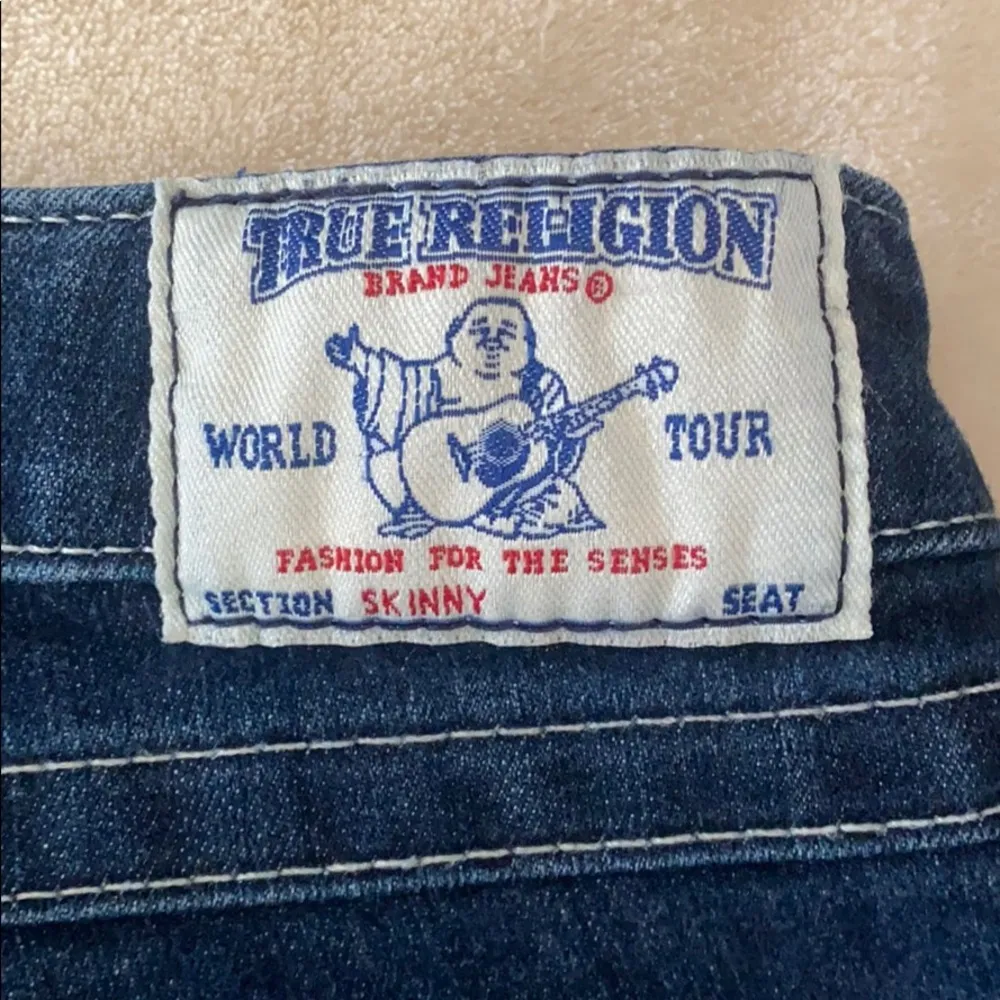 TRUE RELIGION
BRAND JEANS®
WORLD TOUR
FASHION FOR THE SENSES
SECTION SKINNY SEAT